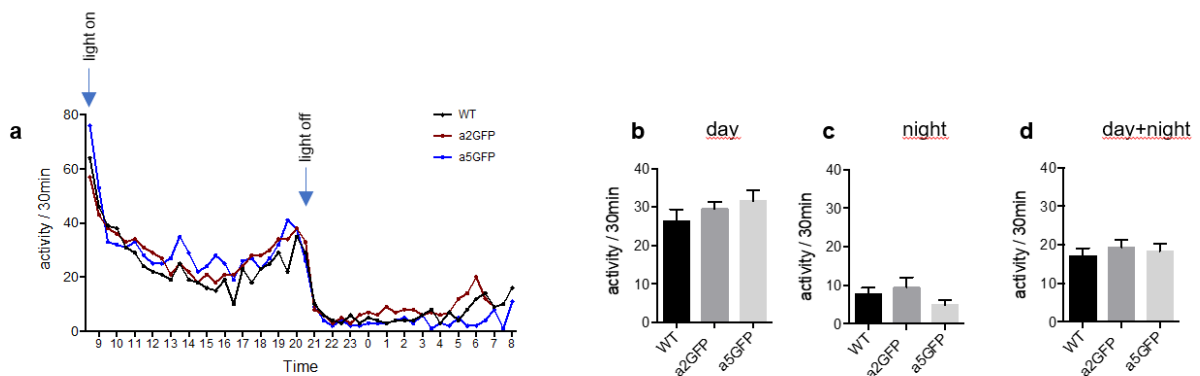 light on
a
activity / 30min
80
60
40
20
0
WT
a2GFP
a5GFP
light off
9 10 11 12 13 14 15 16 17 18 19 20 21 22 23 0 1 2 3 4 5 6 7 8
Time
b day
activity / 30min
40
30
20
10
0
WT
a2GFP
a5GFP
c night
activity / 30min
40
30
20
10
0
WT
a2GFP
a5GFP
d day+night
activity / 30min
40
30
20
10
0
WT
a2GFP
a5GFP